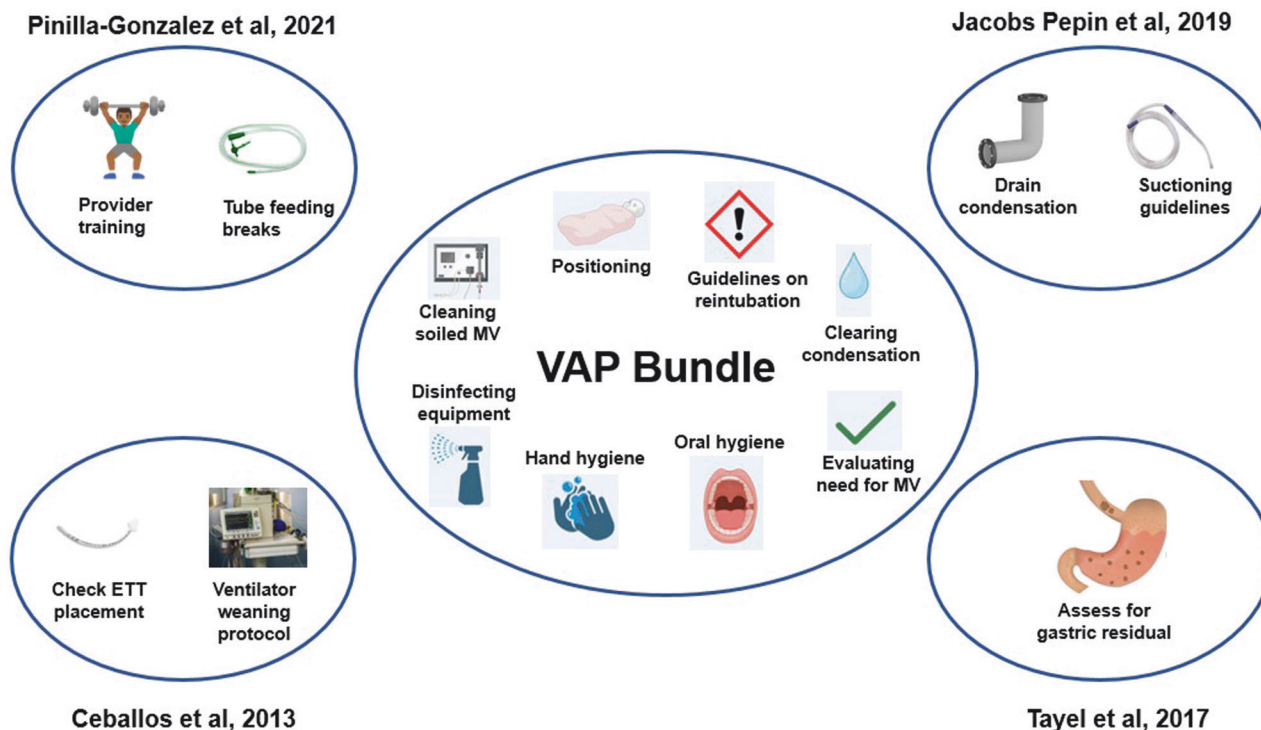 Pinilla-Gonzalez et al, 2021
Provider
training
Tube feeding
breaks
Jacobs Pepin et al, 2019
Drain
condensation
Suctioning
guidelines
Positioning
Guidelines on
reintubation
Cleaning
soiled MV
Clearing
condensation
VAP Bundle
Disinfecting
equipment
Hand hygiene
Oral hygiene
Evaluating
need for MV
Check ETT
placement
Ventilator
weaning
protocol
Ceballos et al, 2013
Assess for
gastric residual
Tayel et al, 2017